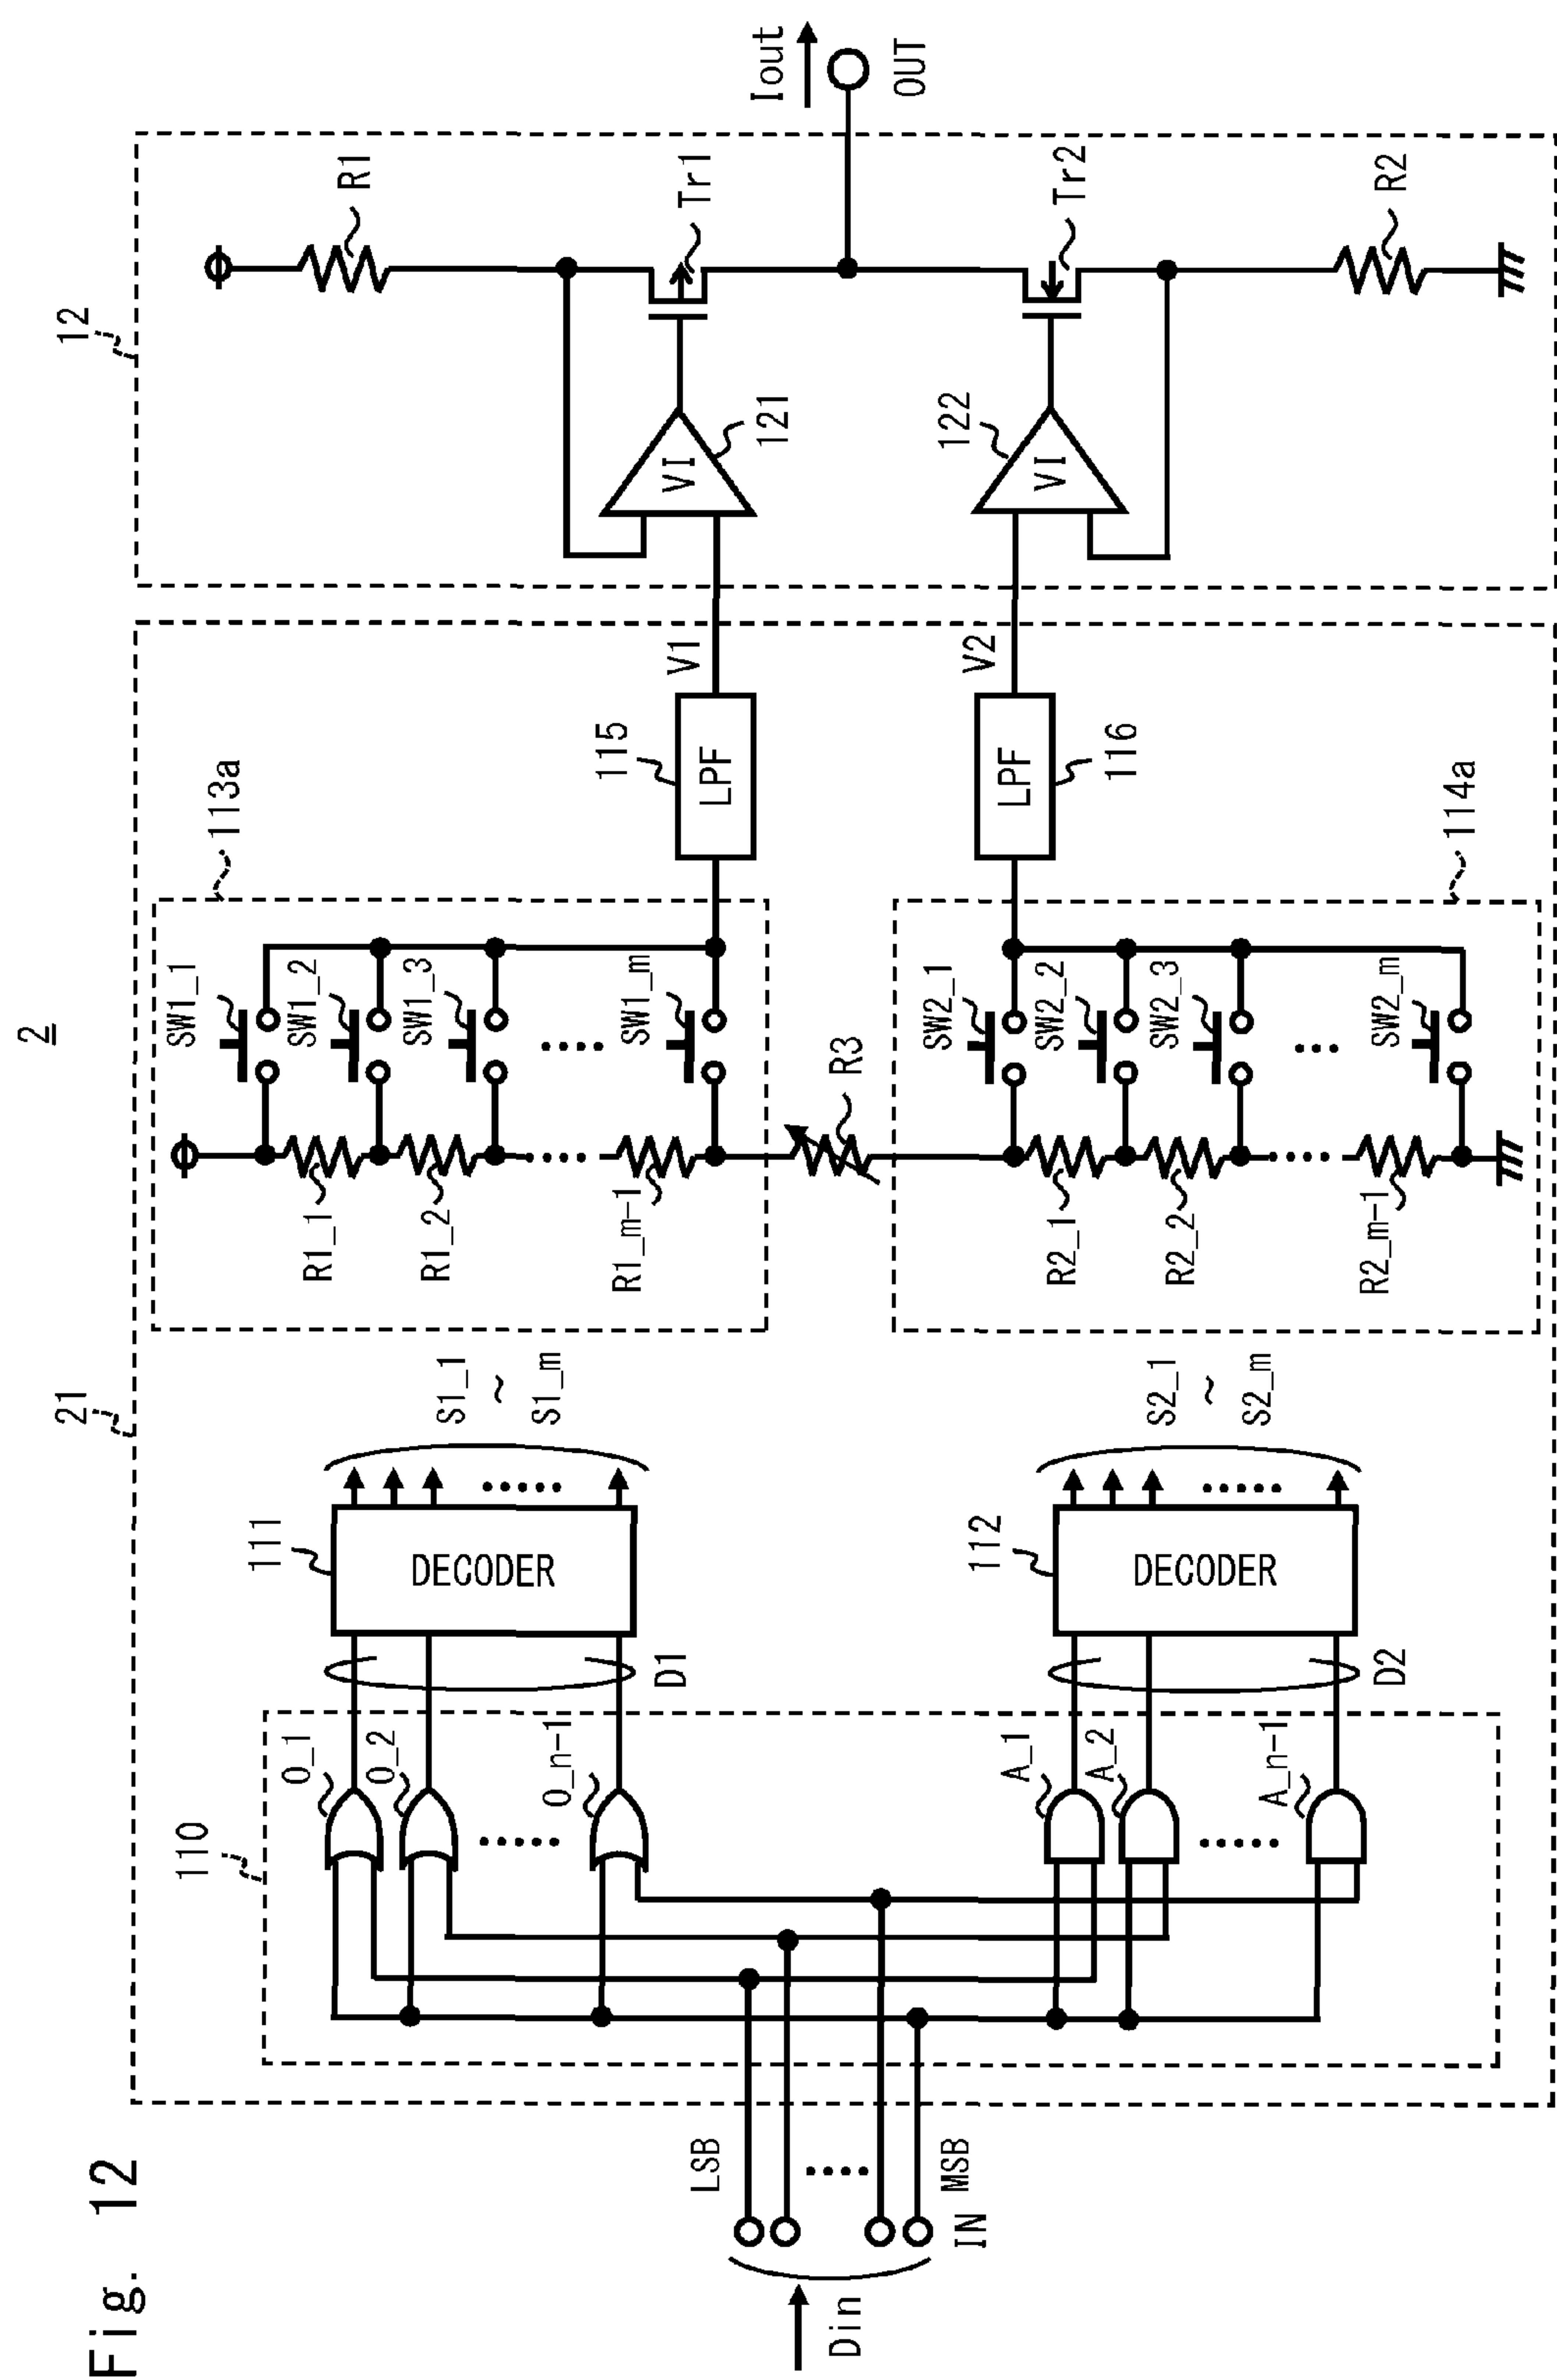 Fig. 12
2
21
12
110
O_1
O_2
O_n-1
A_1
A_2
A_n-1
Din
LSB
MSB
IN
D1
D2
111
DECODER
112
DECODER
S1_1
~
S1_m
S2_1
~
S2_m
113a
SW1_1
SW1_2
SW1_3
SW1_m
R1_1
R1_2
R1_m-1
R3
114a
SW2_1
SW2_2
SW2_3
SW2_m
R2_1
R2_2
R2_m-1
115
LPF
V1
116
LPF
V2
VI
121
VI
122
R1
Tr1
Tr2
R2
Iout
OUT